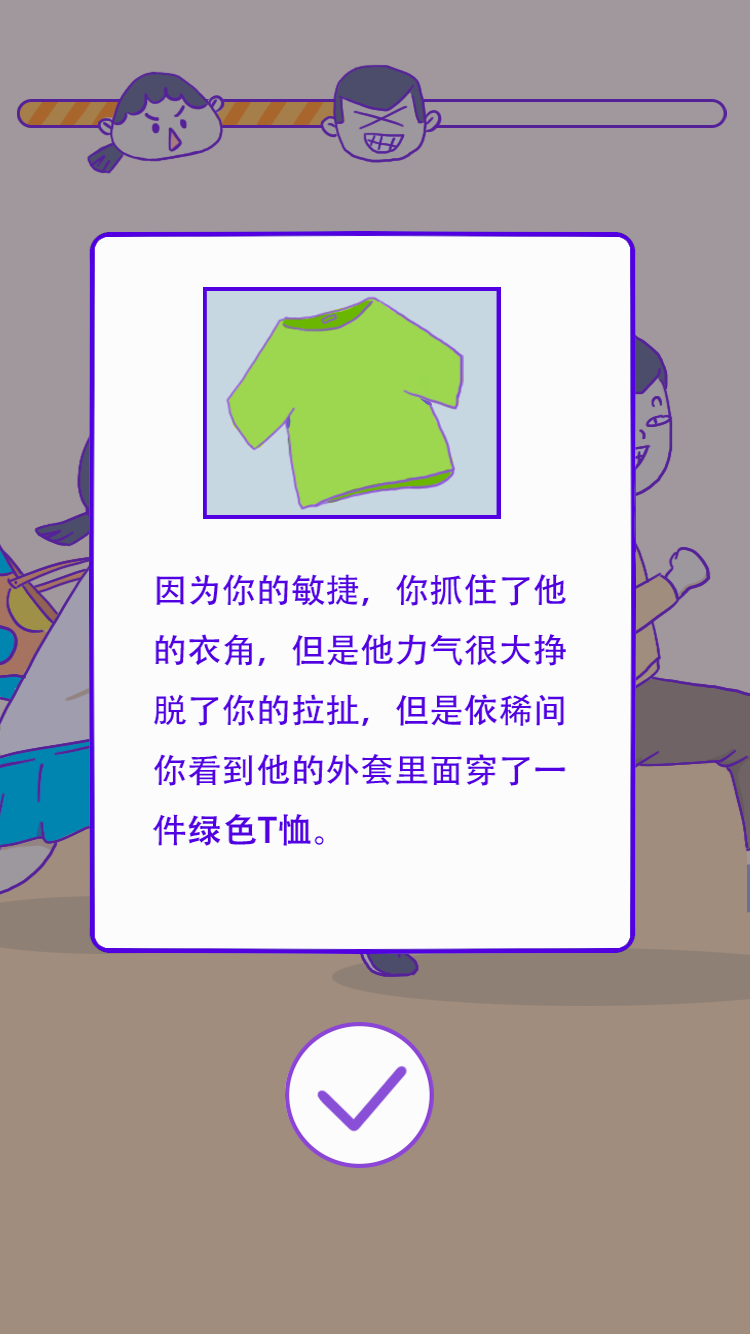 因为你的敏捷，你抓住了他
的衣角，但是他力气很大挣
脱了你的拉扯，但是依稀间
你看到他的外套里面穿了一
件绿色T恤。